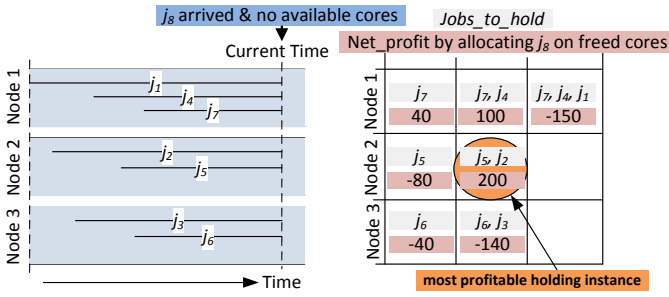 j8 arrived & no available cores
Current Time
Node 1
j1
j4
j7
Node 2
j2
j5
Node 3
j3
j6
Time
Jobs_to_hold
Net_profit by allocating j8 on freed cores
Node 1
j7
j7, j4
j7, j4, j1
40
100
-150
Node 2
j5
j5, j2
-80
200
Node 3
j6
j6, j3
-40
-140
most profitable holding instance